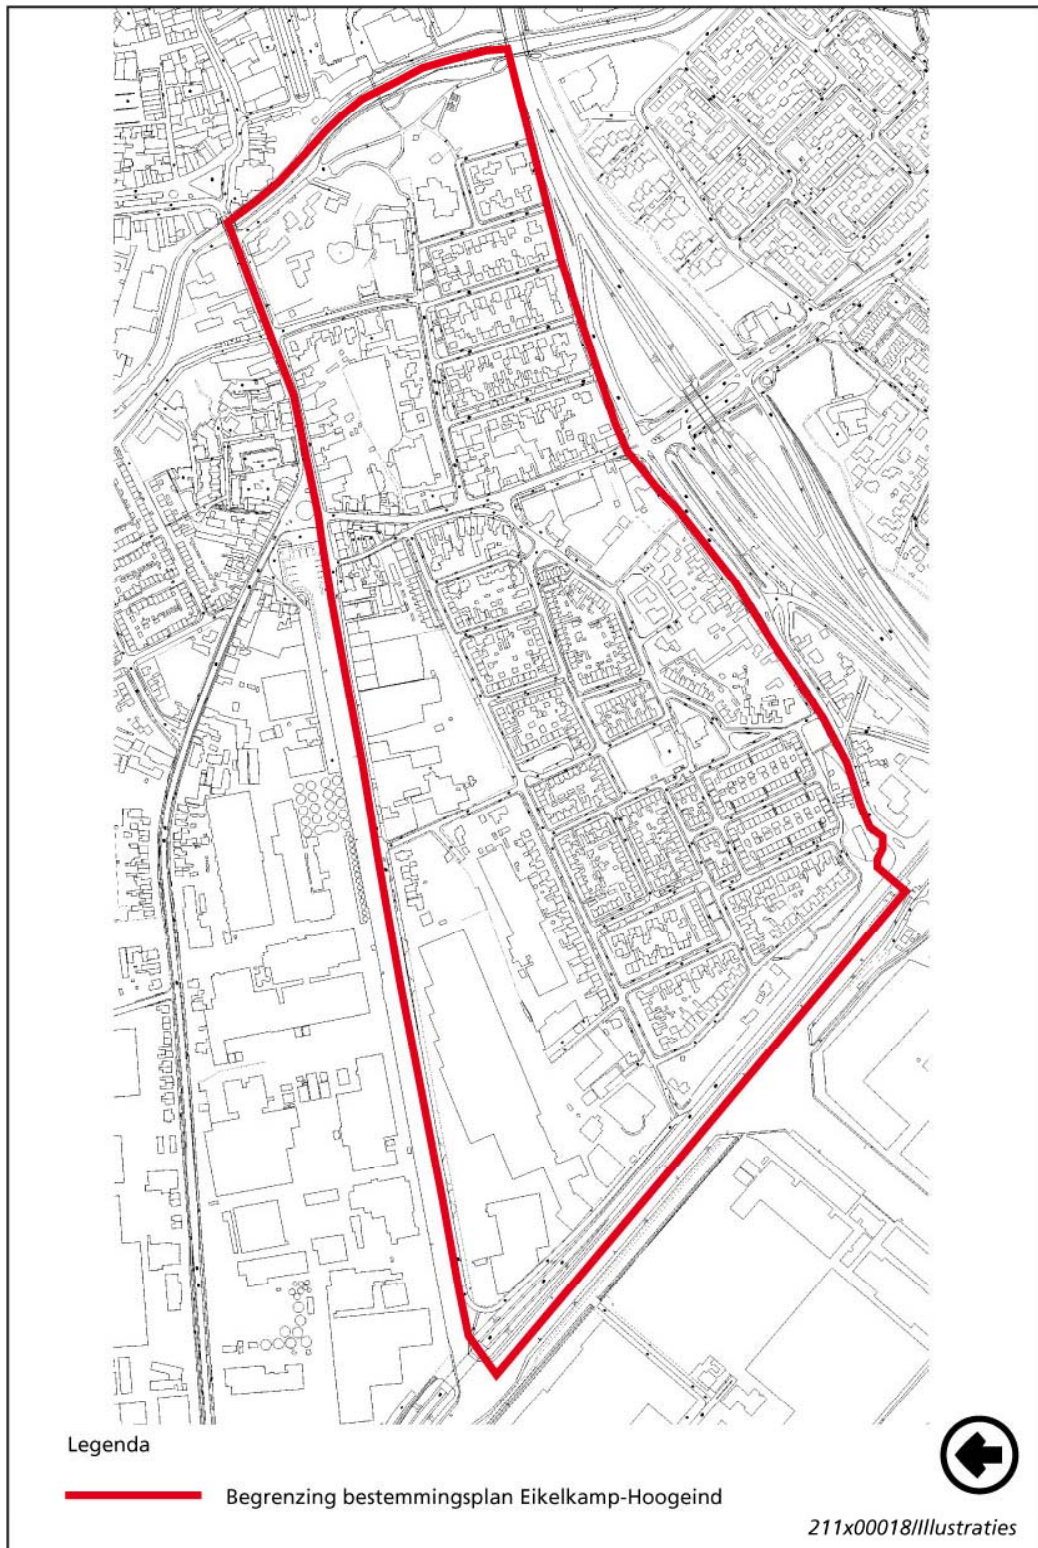 Legenda
Begrenzing bestemmingsplan Eikelkamp-Hoogeind
211x00018/Illustraties